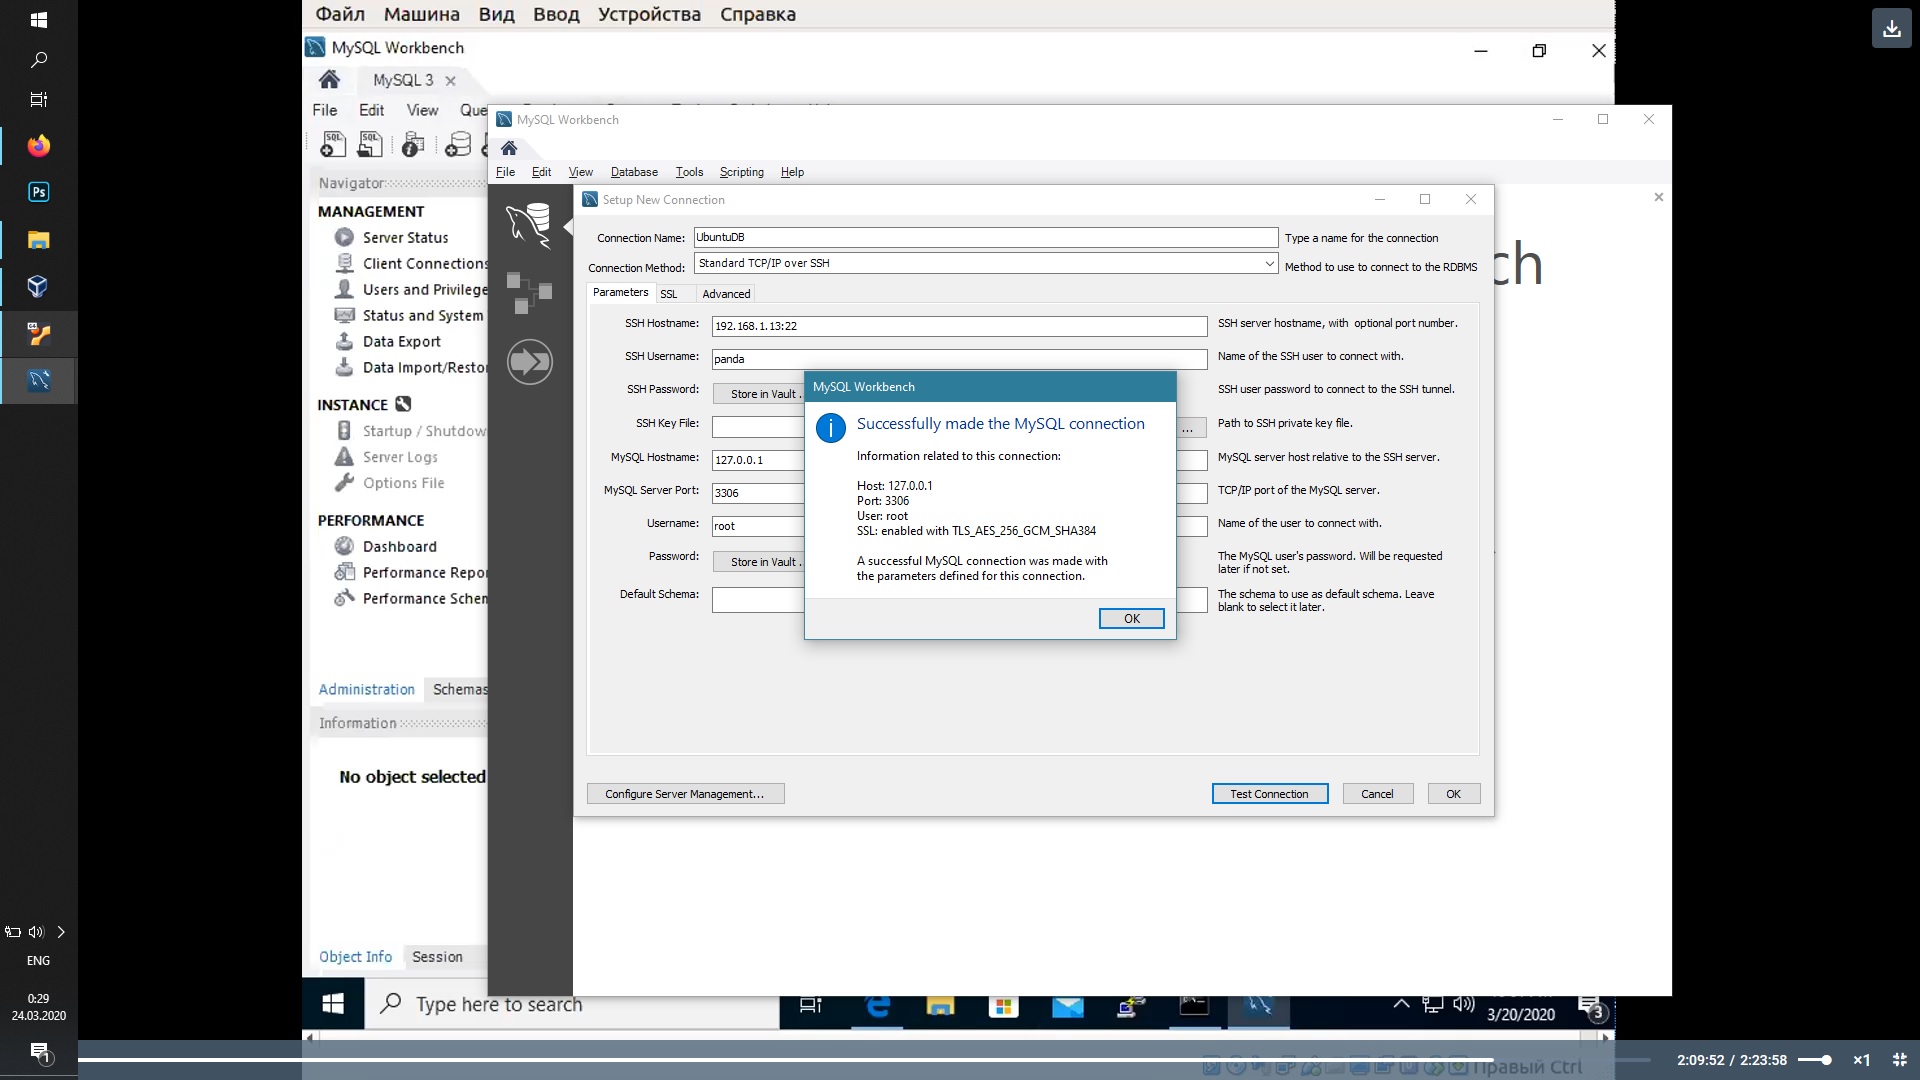 Файл Машина Вид Ввод Устройства Справка
MySQL Workbench
MySQL 3
File Edit View Que
MySQL Workbench
File Edit View Database Tools Scripting Help
Navigator
MANAGEMENT
Server Status
Client Connections
Users and Privilege
Status and System
Data Export
Data Import/Restor
INSTANCE
Startup / Shutdow
Server Logs
Options File
PERFORMANCE
Dashboard
Performance Repor
Performance Schem
Administration Schemas
Information
No object selected
Object Info Session
ch
Setup New Connection
Connection Name: UbuntuDB Type a name for the connection
Connection Method: Standard TCP/IP over SSH Method to use to connect to the RDBMS
Parameters SSL Advanced
SSH Hostname: 192.168.1.13:22 SSH server hostname, with optional port number.
SSH Username: panda Name of the SSH user to connect with.
SSH Password: Store in Vault .. SSH user password to connect to the SSH tunnel.
SSH Key File: ... Path to SSH private key file.
MySQL Hostname: 127.0.0.1 MySQL server host relative to the SSH server.
MySQL Server Port: 3306 TCP/IP port of the MySQL server.
Username: root Name of the user to connect with.
Password: Store in Vault .. The MySQL user's password. Will be requested
later if not set.
Default Schema: The schema to use as default schema. Leave
blank to select it later.
Configure Server Management... Test Connection Cancel OK
MySQL Workbench
Successfully made the MySQL connection
Information related to this connection:
Host: 127.0.0.1
Port: 3306
User: root
SSL: enabled with TLS_AES_256_GCM_SHA384
A successful MySQL connection was made with
the parameters defined for this connection.
OK
Type here to search
3/20/2020
3
Правый Ctrl
2:09:52 / 2:23:58 ×1
Ps
ENG
0:29
24.03.2020
1